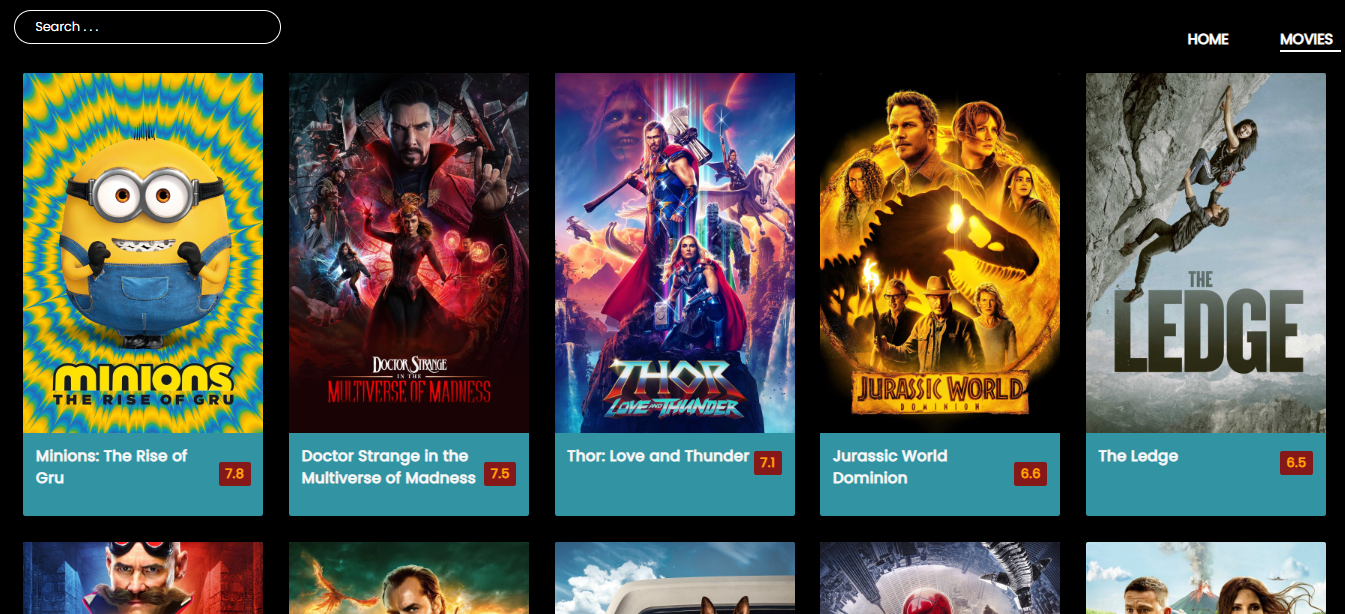 Search . . .
HOME
MOVIES
MINIONS
THE RISE OF GRU
DOCTOR STRANGE
IN THE
MULTIVERSE OF MADNESS
THOR
LOVE AND THUNDER
JURASSIC WORLD
DOMINION
THE
LEDGE
Minions: The Rise of
Gru
7.8
Doctor Strange in the
Multiverse of Madness
7.5
Thor: Love and Thunder
7.1
Jurassic World
Dominion
6.6
The Ledge
6.5